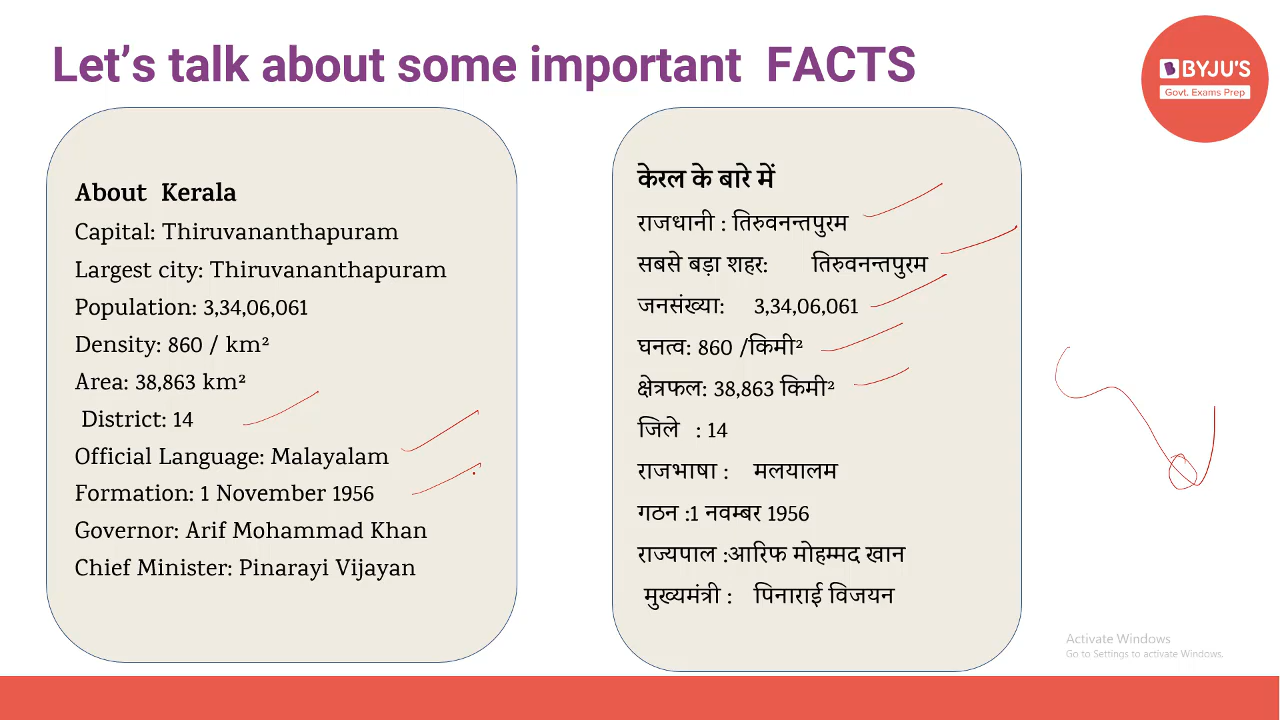 Let's talk about some important FACTS
BYJU'S
Govt. Exams Prep
About Kerala
Capital: Thiruvananthapuram
Largest city: Thiruvananthapuram
Population: 3,34,06,061
Density: 860 / km²
Area: 38,863 km²
District: 14
Official Language: Malayalam
Formation: 1 November 1956
Governor: Arif Mohammad Khan
Chief Minister: Pinarayi Vijayan
केरल के बारे में
राजधानी : तिरुवनन्तपुरम
सबसे बड़ा शहर: तिरुवनन्तपुरम
जनसंख्या: 3,34,06,061
घनत्व: 860 /किमी²
क्षेत्रफल: 38,863 किमी²
जिले : 14
राजभाषा : मलयालम
गठन :1 नवम्बर 1956
राज्यपाल :आरिफ मोहम्मद खान
मुख्यमंत्री : पिनाराई विजयन
Activate Windows
Go to Settings to activate Windows.